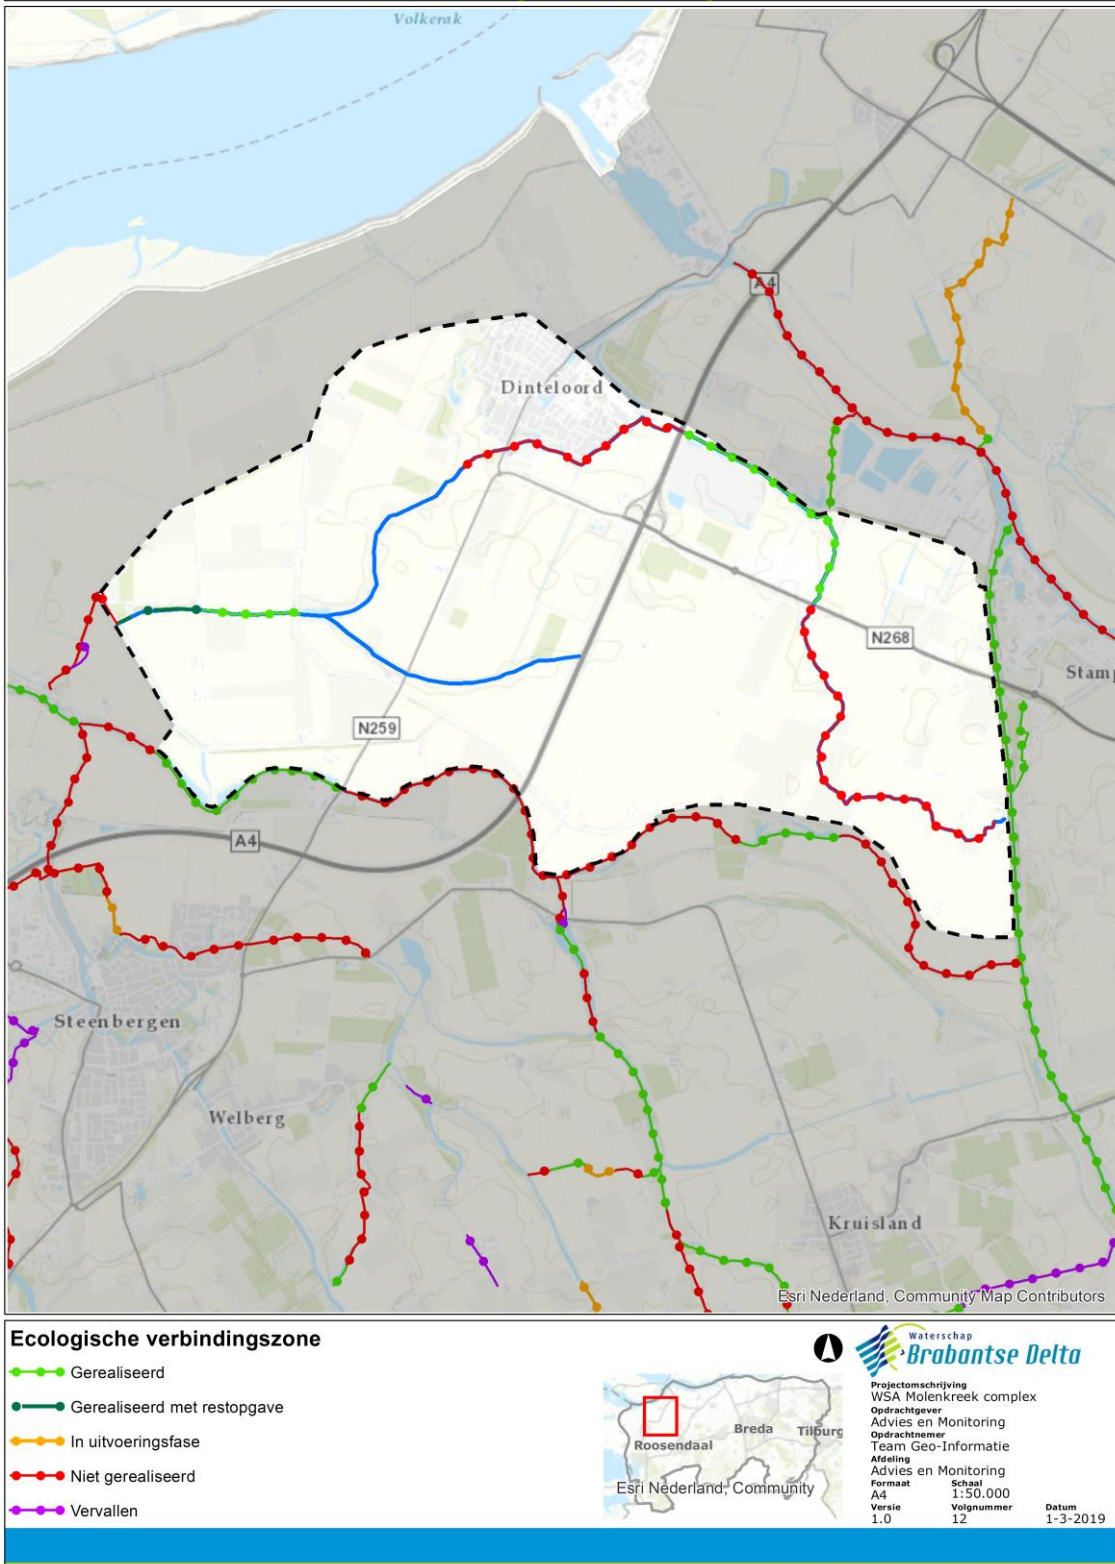 Volkerak
A4
Dinteloord
N268
Stamp
N259
A4
Steenbergen
Welberg
Kruisland
Esri Nederland, Community Map Contributors
Ecologische verbindingszone
Gerealiseerd
Gerealiseerd met restopgave
In uitvoeringsfase
Niet gerealiseerd
Vervallen
Breda
Tilburg
Roosendaal
Esri Nederland, Community
Waterschap
Brabantse Delta
Projectomschrijving
WSA Molenkreek complex
Opdrachtgever
Advies en Monitoring
Opdrachtnemer
Team Geo-Informatie
Afdeling
Advies en Monitoring
Formaat Schaal
A4 1:50.000
Versie Volgnummer Datum
1.0 12 1-3-2019